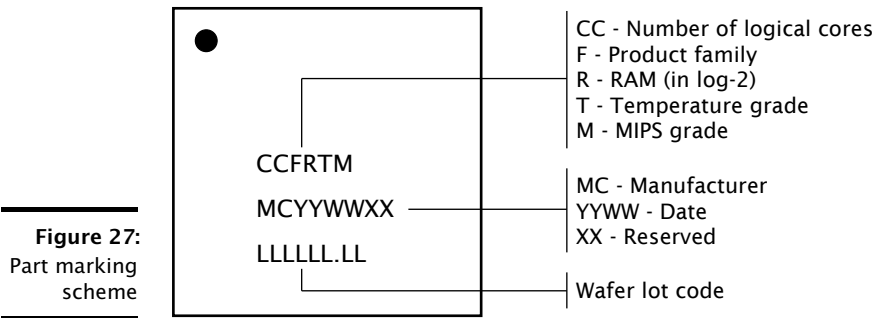 CC - Number of logical cores
F - Product family
R - RAM (in log-2)
T - Temperature grade
M - MIPS grade
CCFRTM
MCYYWWXX
LLLLLL.LL
MC - Manufacturer
YYWW - Date
XX - Reserved
Wafer lot code
Figure 27:
Part marking
scheme